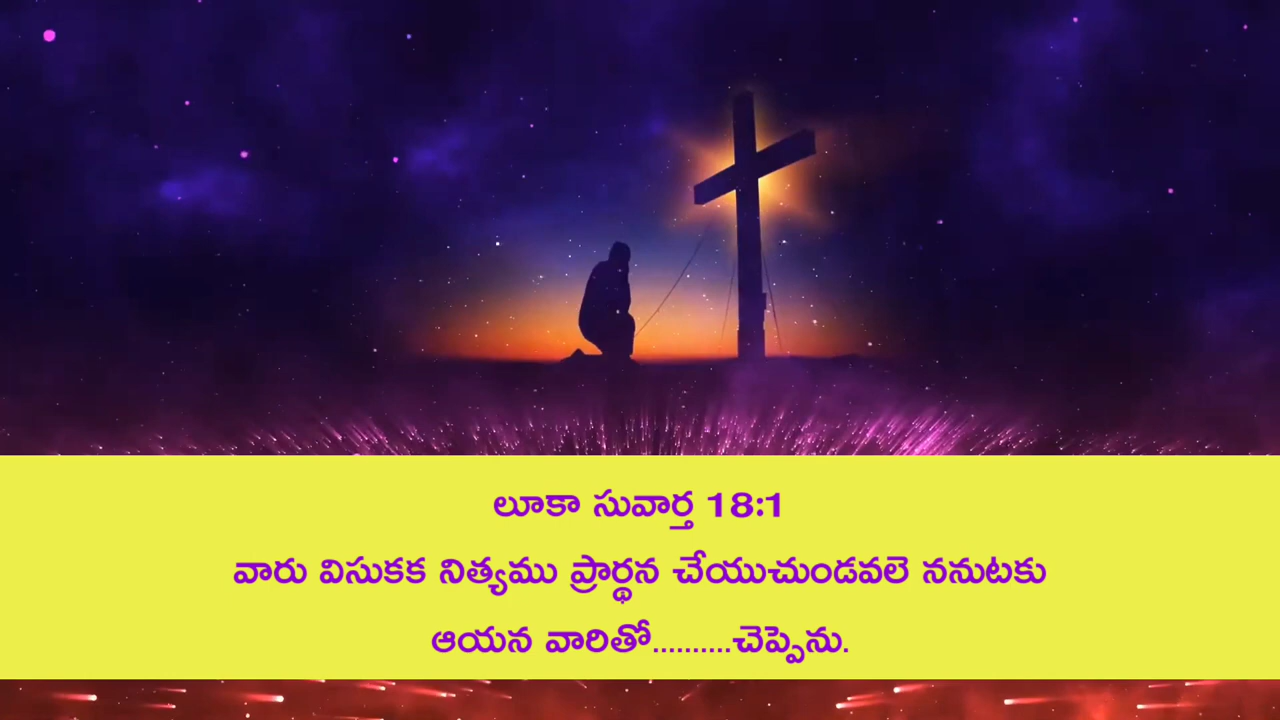 లూకా సువార్త 18:1
వారు విసుకక నిత్యము ప్రార్థన చేయుచుండవలె ననుటకు
ఆయన వారితో..........చెప్పెను.